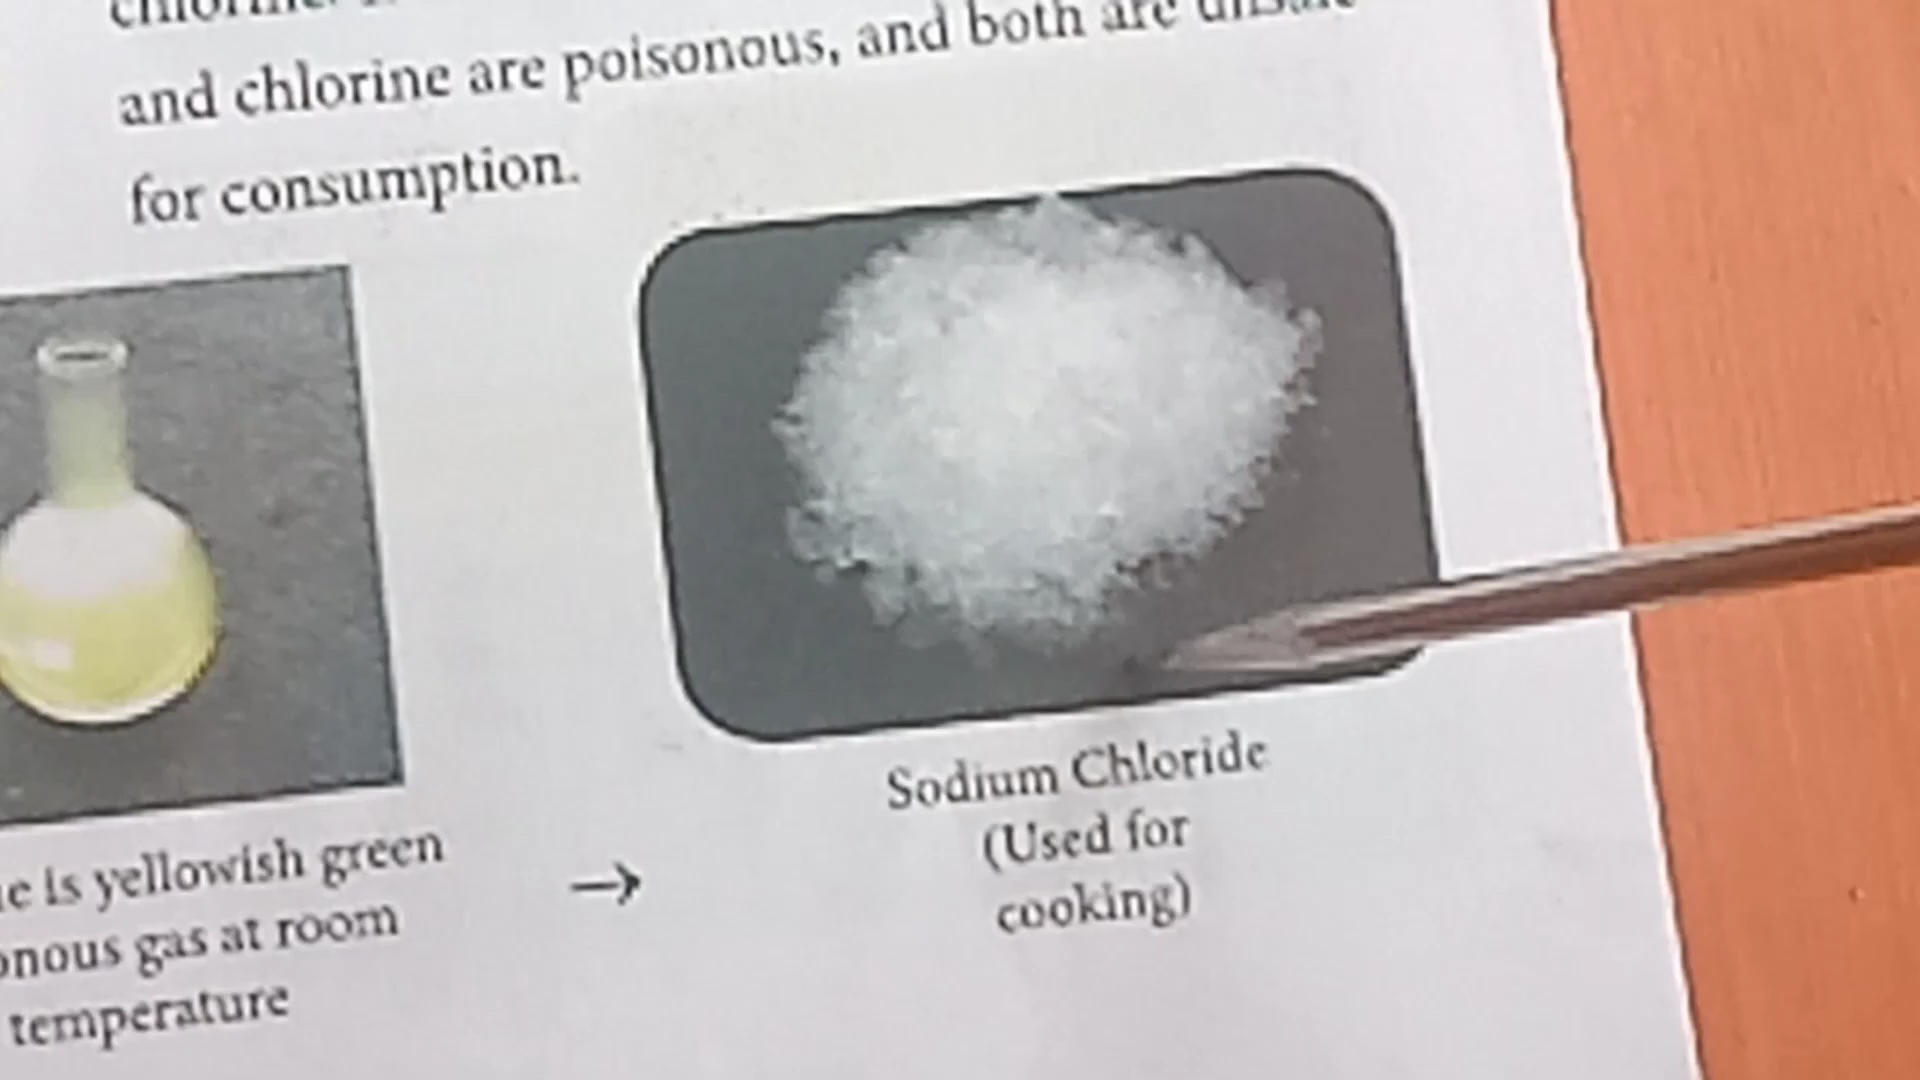 and chlorine are poisonous, and both are unsafe
for consumption.
is yellowish green
gas at room
temperature
→
Sodium Chloride
(Used for
cooking)